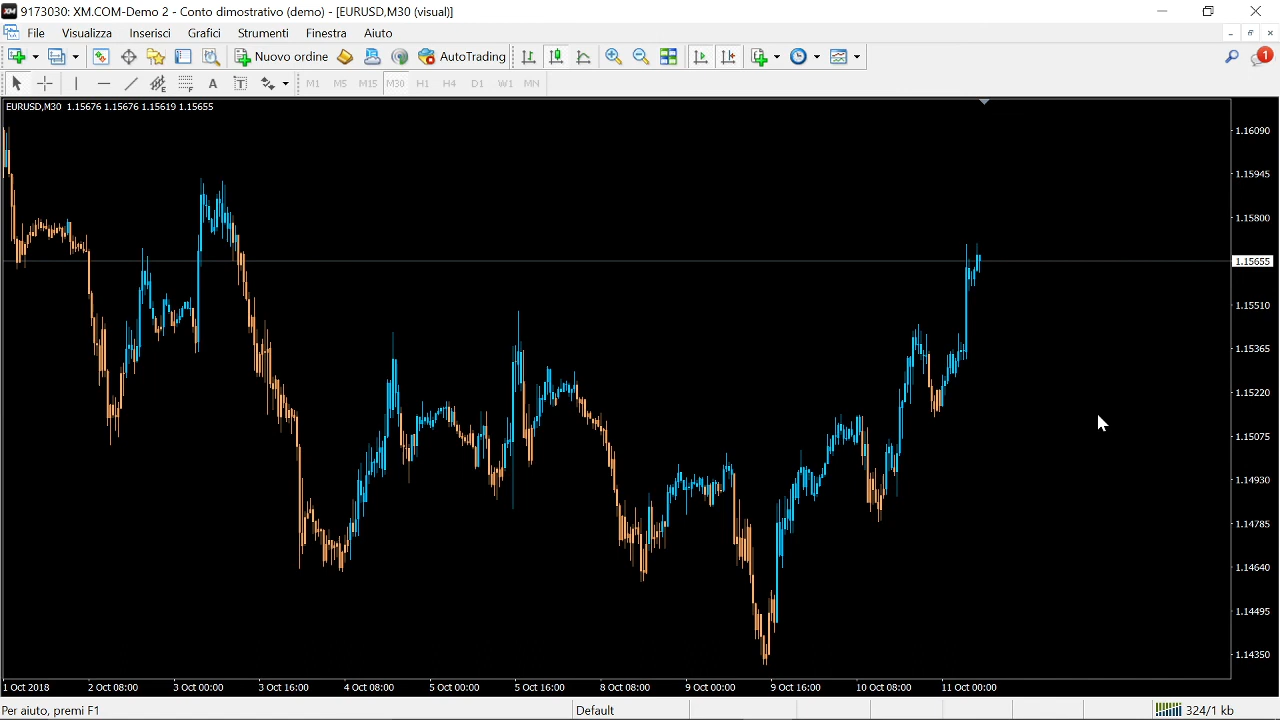 9173030: XM.COM-Demo 2 - Conto dimostrativo (demo) - [EURUSD,M30 (visual)]
File Visualizza Inserisci Grafici Strumenti Finestra Aiuto
Nuovo ordine AutoTrading 1
A T M1 M5 M15 M30 H1 H4 D1 W1 MN
EURUSD,M30 1.15676 1.15676 1.15619 1.15655
1.16090
1.15945
1.15800
1.15655
1.15510
1.15365
1.15220
1.15075
1.14930
1.14785
1.14640
1.14495
1.14350
1 Oct 2018 2 Oct 08:00 3 Oct 00:00 3 Oct 16:00 4 Oct 08:00 5 Oct 00:00 5 Oct 16:00 8 Oct 08:00 9 Oct 00:00 9 Oct 16:00 10 Oct 08:00 11 Oct 00:00
Per aiuto, premi F1 Default 324/1 kb